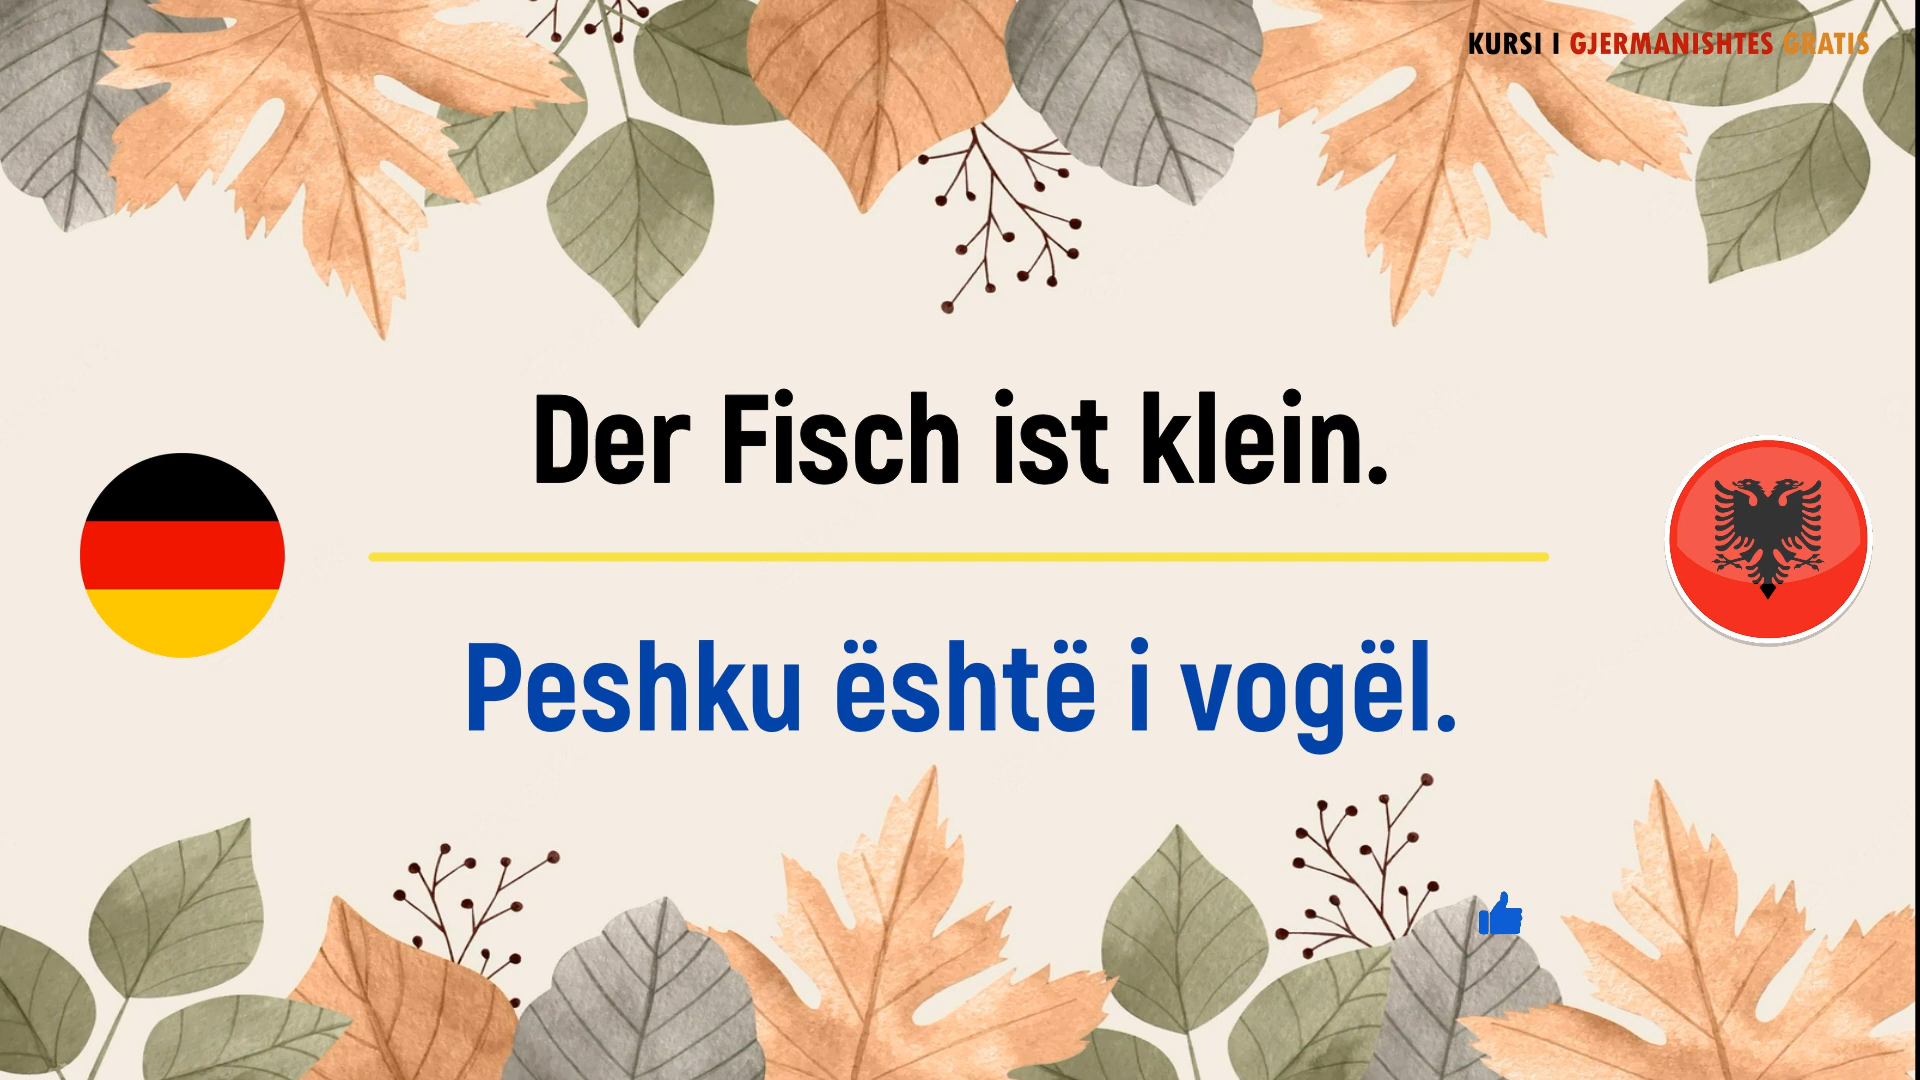 KURSI I GJERMANISHTES GRATIS
Der Fisch ist klein.
Peshku është i vogël.